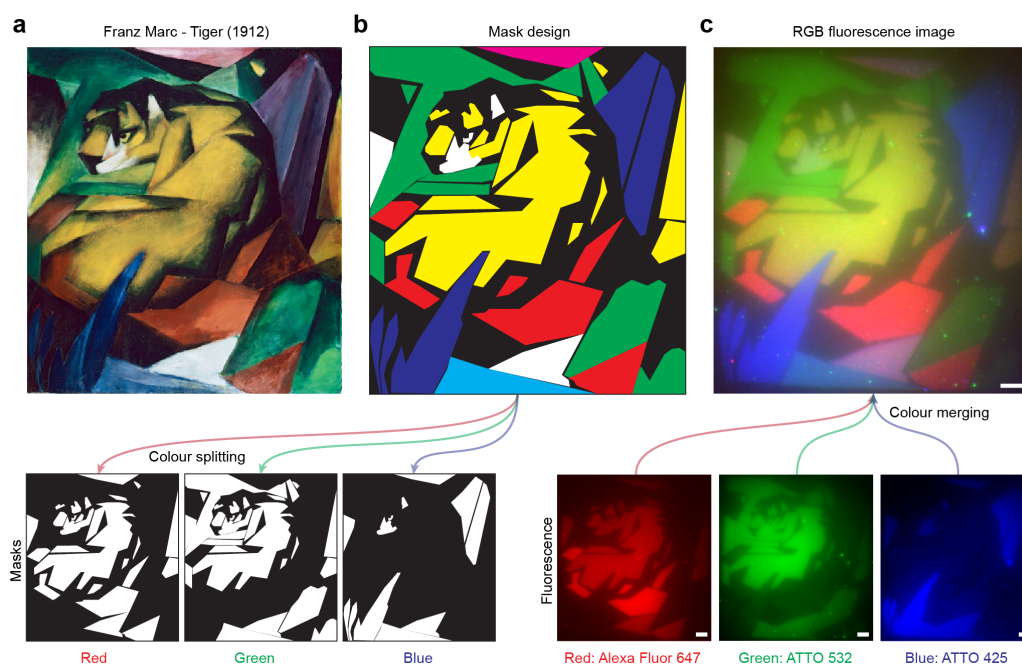 a
Franz Marc - Tiger (1912)
b
Mask design
c
RGB fluorescence image
Colour splitting
Colour merging
Masks
Fluorescence
Red
Green
Blue
Red: Alexa Fluor 647
Green: ATTO 532
Blue: ATTO 425